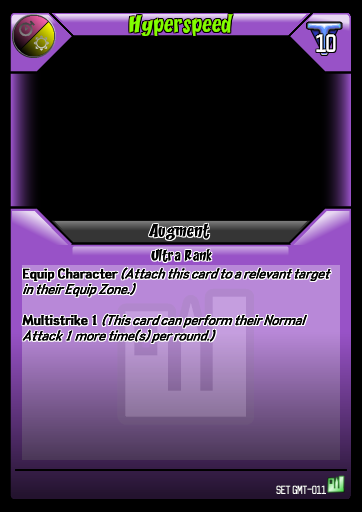 Hyperspeed
10
Augment
Ultra Rank
Equip Character (Attach this card to a relevant target
in their Equip Zone.)
Multistrike 1 (This card can perform their Normal
Attack 1 more time(s) per round.)
SET GMT-011